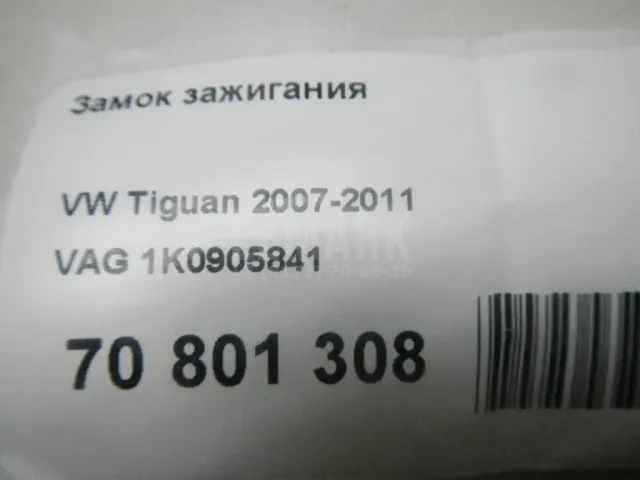 Замок зажигания
VW Tiguan 2007-2011
VAG 1K0905841
70 801 308